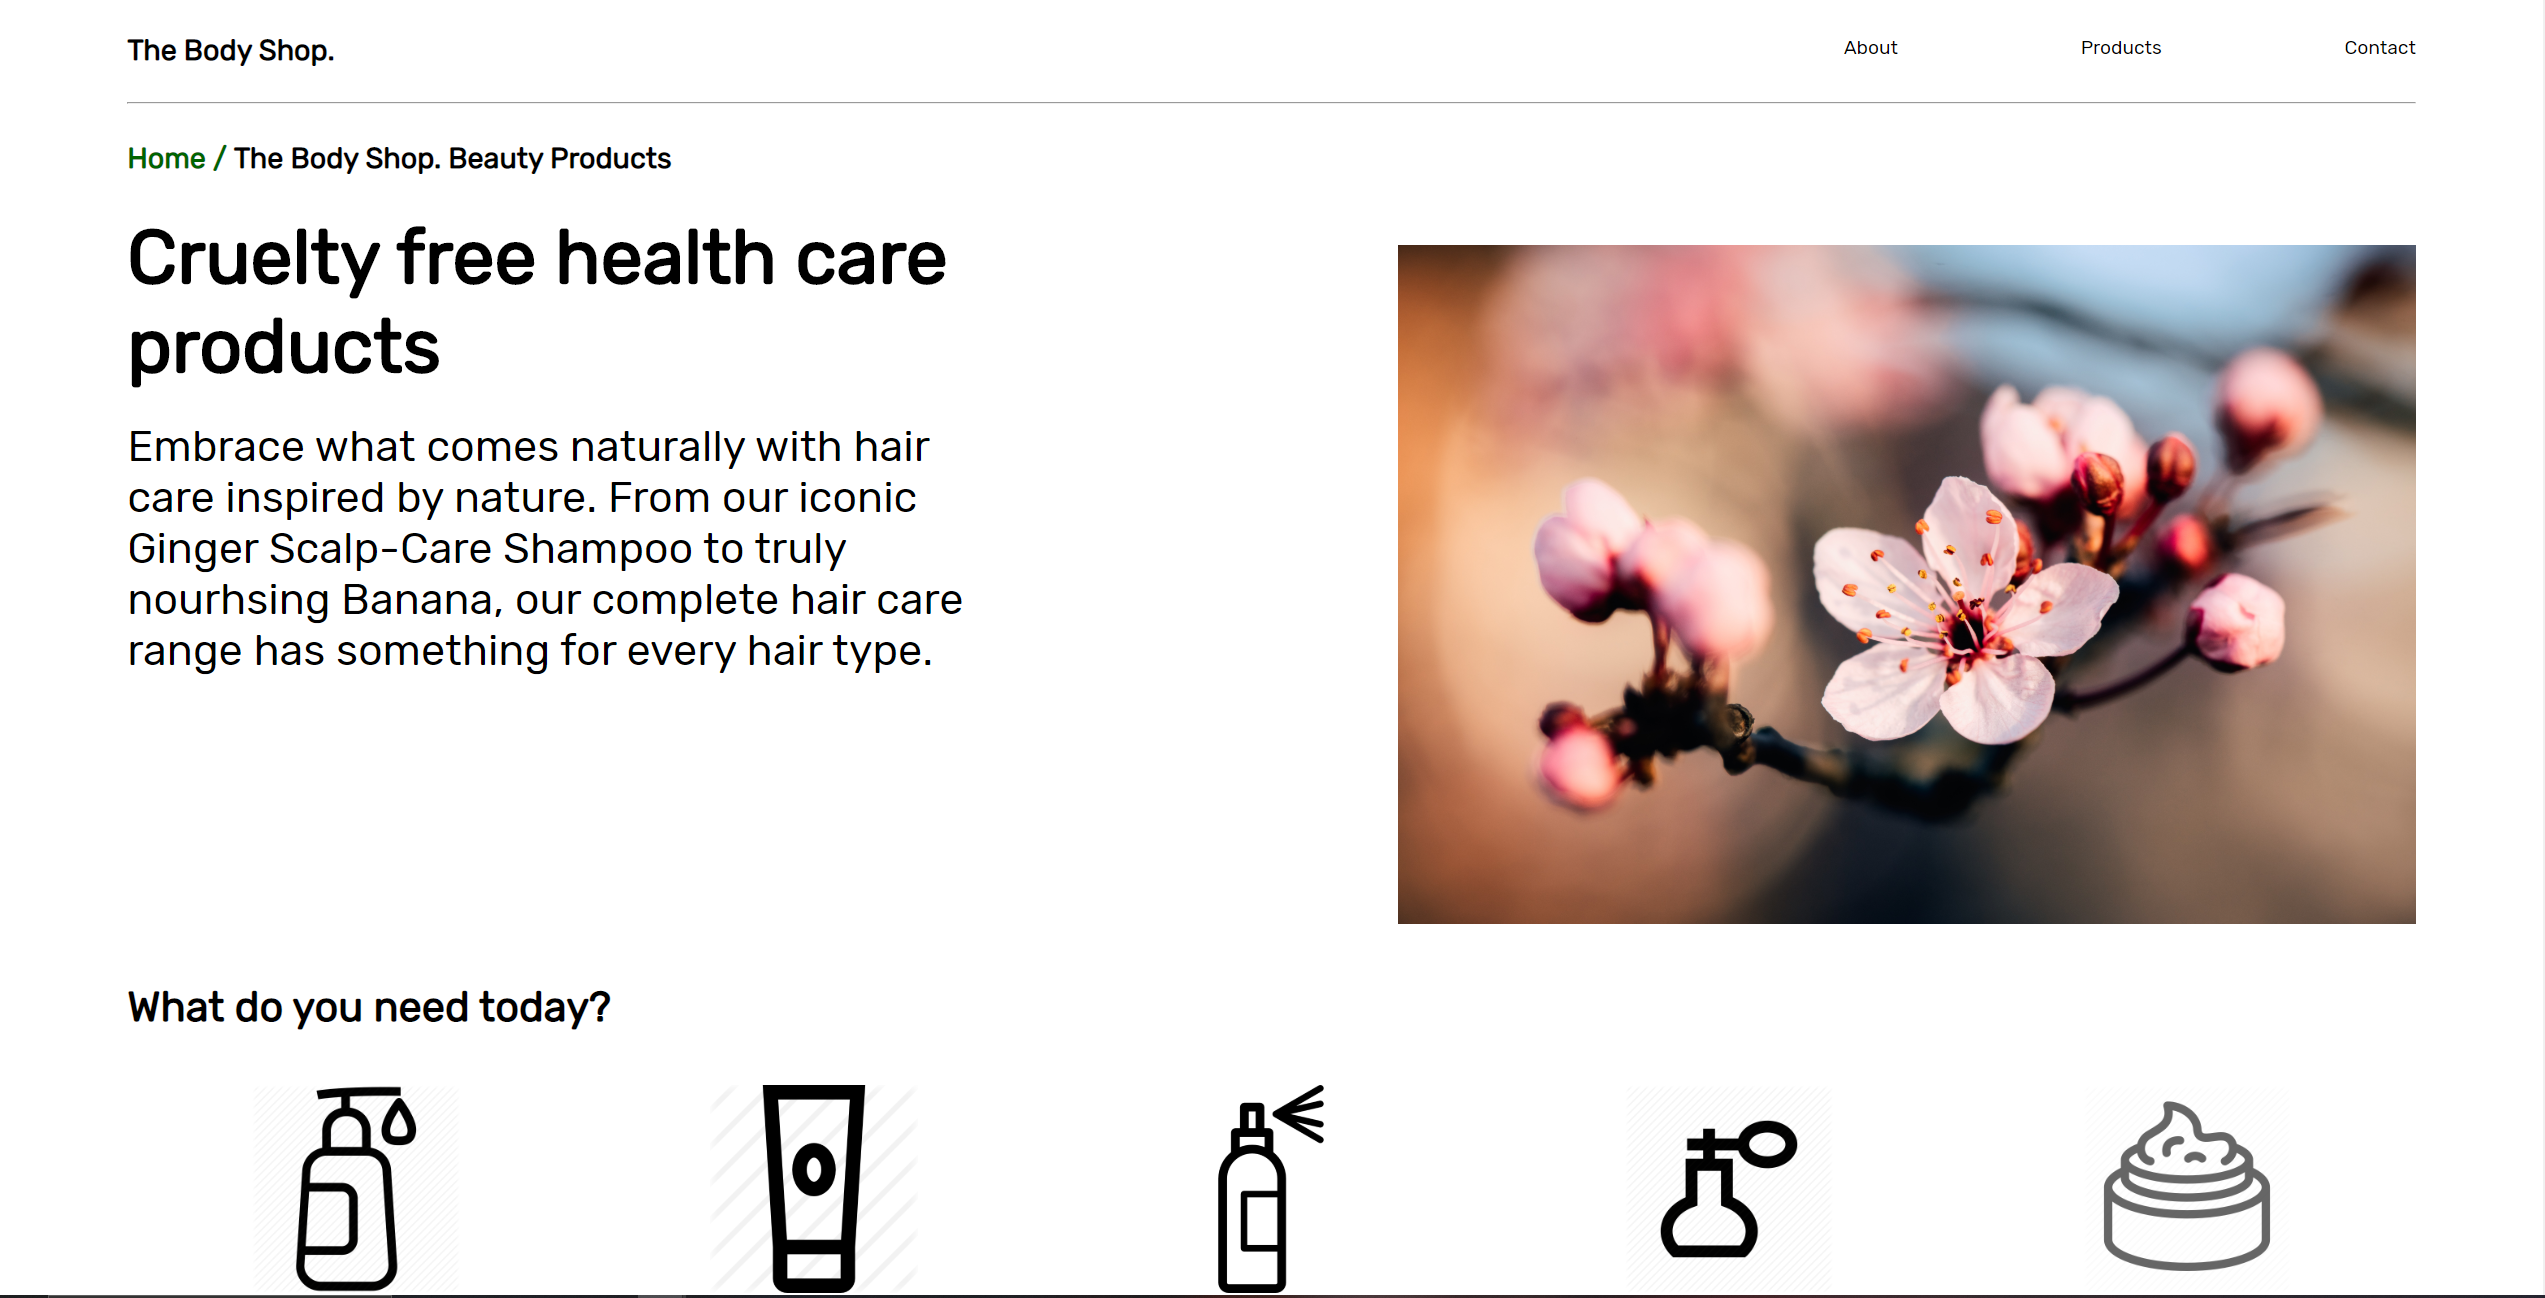 The Body Shop.
About Products Contact
Home / The Body Shop. Beauty Products
Cruelty free health care
products
Embrace what comes naturally with hair
care inspired by nature. From our iconic
Ginger Scalp-Care Shampoo to truly
nourhsing Banana, our complete hair care
range has something for every hair type.
What do you need today?